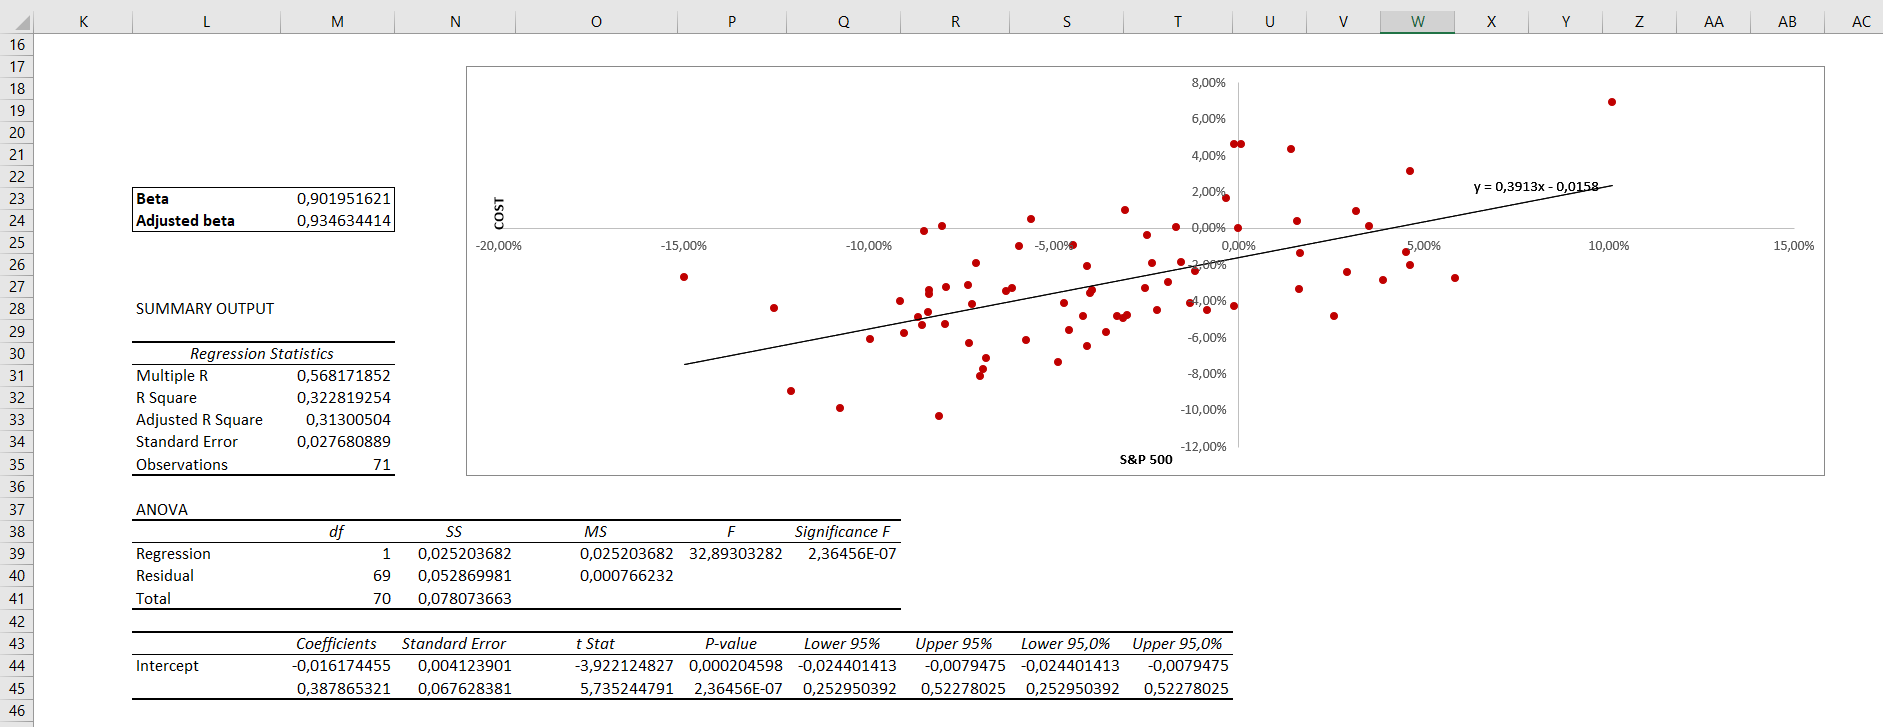 K L M N O P Q R S T U V W X Y Z AA AB AC
16
17
18 8,00%
19
20 6,00%
21 4,00%
22
23 Beta 0,901951621 2,00% y = 0,3913x - 0,0158
24 Adjusted beta 0,934634414 COST 0,00%
25 -20,00% -15,00% -10,00% -5,00% 0,00% 5,00% 10,00% 15,00%
26 -2,00%
27
28 SUMMARY OUTPUT -4,00%
29
30 Regression Statistics -6,00%
31 Multiple R 0,568171852 -8,00%
32 R Square 0,322819254
33 Adjusted R Square 0,31300504 -10,00%
34 Standard Error 0,027680889 -12,00%
35 Observations 71 S&P 500
36
37 ANOVA
38 df SS MS F Significance F
39 Regression 1 0,025203682 0,025203682 32,89303282 2,36456E-07
40 Residual 69 0,052869981 0,000766232
41 Total 70 0,078073663
42
43 Coefficients Standard Error t Stat P-value Lower 95% Upper 95% Lower 95,0% Upper 95,0%
44 Intercept -0,016174455 0,004123901 -3,922124827 0,000204598 -0,024401413 -0,0079475 -0,024401413 -0,0079475
45 0,387865321 0,067628381 5,735244791 2,36456E-07 0,252950392 0,52278025 0,252950392 0,52278025
46